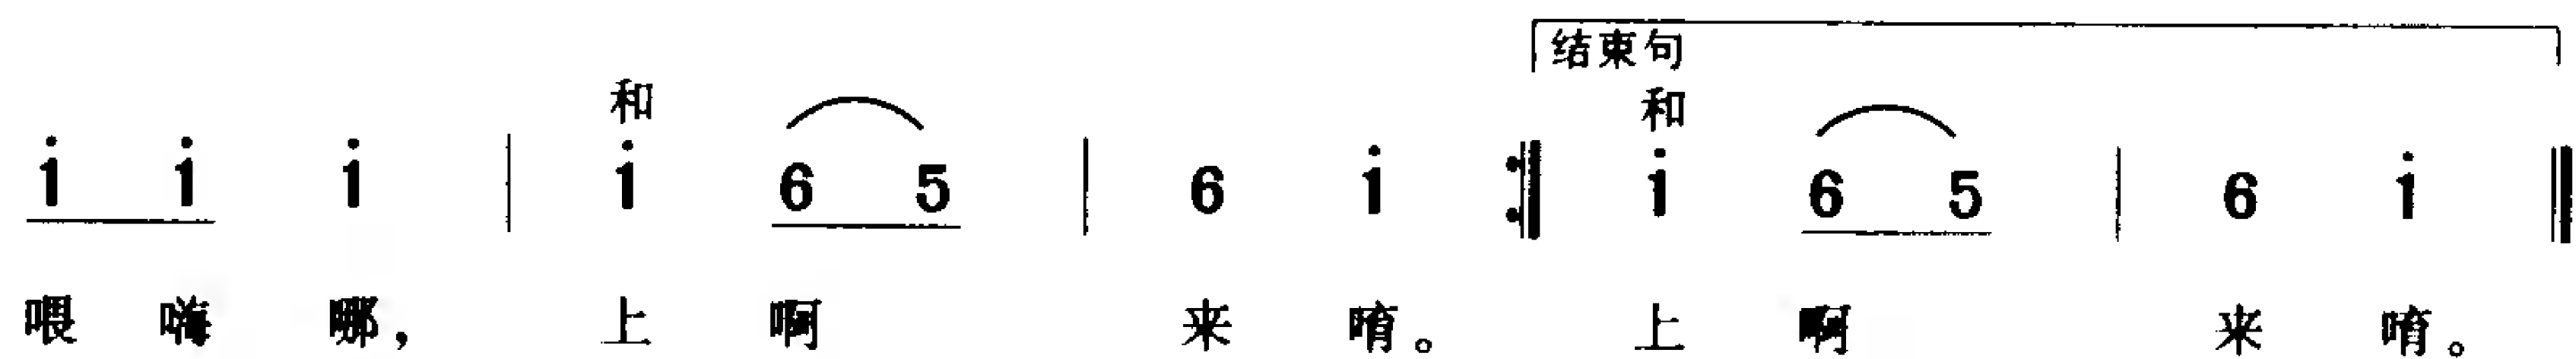 结束句
和 和
i i i | i 6 5 | 6 i :‖ i 6 5 | 6 i ‖
喂 嗨 哪， 上 啊 来 唷。 上 啊 来 唷。